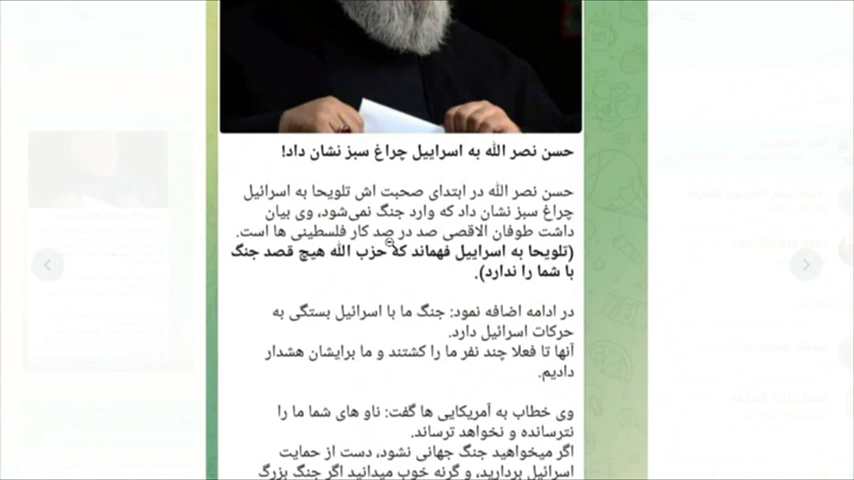 حسن نصر الله به اسراییل چراغ سبز نشان داد!
حسن نصر الله در ابتدای صحبت اش تلویحا به اسرائیل
چراغ سبز نشان داد که وارد جنگ نمی‌شود، وی بیان
داشت طوفان الاقصی صد در صد کار فلسطینی ها است.
(تلویحا به اسراییل فهماند که حزب الله هیچ قصد جنگ
با شما را ندارد).
در ادامه اضافه نمود: جنگ ما با اسرائیل بستگی به
حرکات اسرائیل دارد.
آنها تا فعلا چند نفر ما را کشتند و ما برایشان هشدار
دادیم.
وی خطاب به آمریکایی ها گفت: ناو های شما ما را
نترسانده و نخواهد ترساند.
اگر میخواهید جنگ جهانی نشود، دست از حمایت
اسرائیل بردارید، و گرنه خوب میدانید اگر جنگ بزرگ